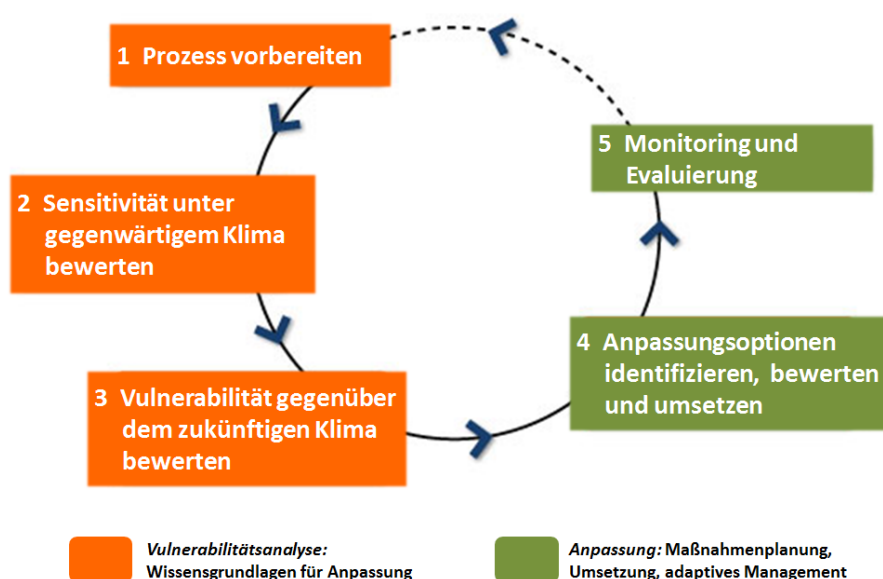 1 Prozess vorbereiten
2 Sensitivität unter
gegenwärtigem Klima
bewerten
3 Vulnerabilität gegenüber
dem zukünftigen Klima
bewerten
4 Anpassungsoptionen
identifizieren, bewerten
und umsetzen
5 Monitoring und
Evaluierung
Vulnerabilitätsanalyse:
Wissensgrundlagen für Anpassung
Anpassung: Maßnahmenplanung,
Umsetzung, adaptives Management